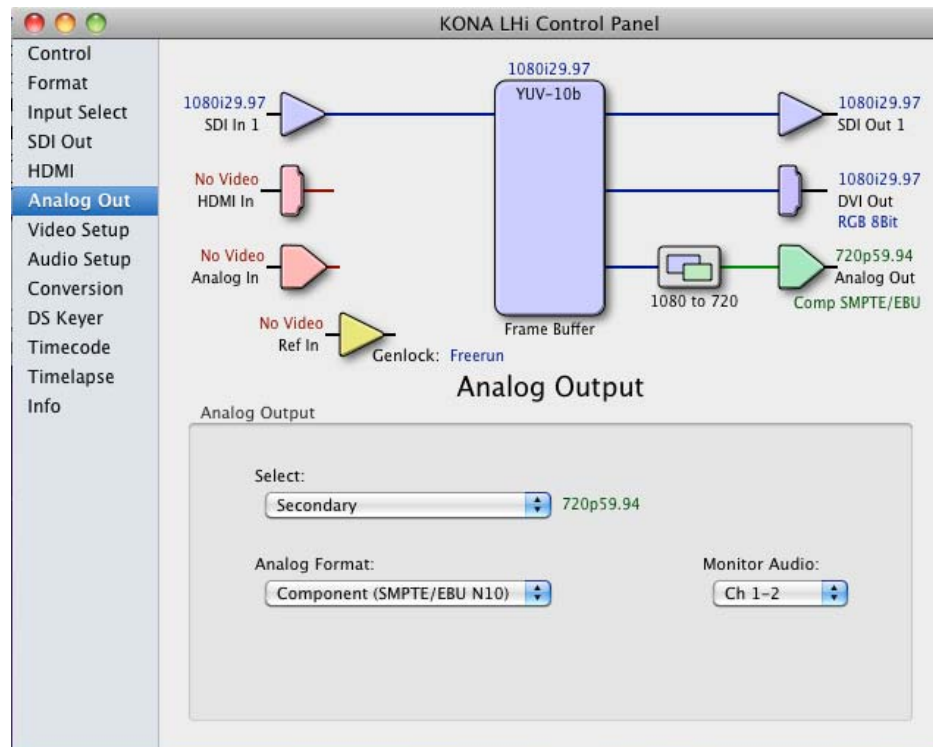 KONA LHi Control Panel
Control
Format
Input Select
SDI Out
HDMI
Analog Out
Video Setup
Audio Setup
Conversion
DS Keyer
Timecode
Timelapse
Info
1080i29.97
YUV-10b
1080i29.97
SDI In 1
1080i29.97
SDI Out 1
No Video
HDMI In
1080i29.97
DVI Out
RGB 8Bit
No Video
Analog In
720p59.94
Analog Out
Comp SMPTE/EBU
1080 to 720
Frame Buffer
No Video
Ref In
Genlock: Freerun
Analog Output
Analog Output
Select:
Secondary 720p59.94
Analog Format:
Component (SMPTE/EBU N10)
Monitor Audio:
Ch 1-2